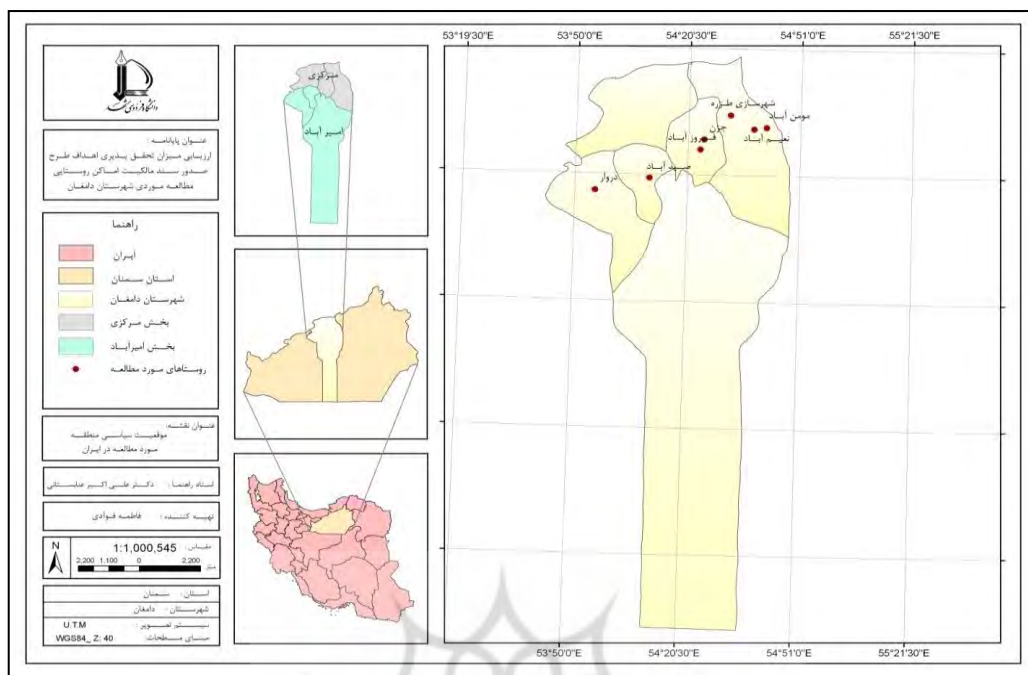 دانشگاه فردوسی مشهد
عنوان پایانامه :
ارزیابی میزان تحقق پذیری اهداف طرح
صدور سند مالکیت اماکن روستایی
مطالعه موردی شهرستان دامغان
راهنما
ایران
استان سمنان
شهرستان دامغان
بخش مرکزی
بخش امیرآباد
روستاهای مورد مطالعه
عنوان نقشه:
موقعیت سیاسی منطقه
مورد مطالعه در ایران
استاد راهنما : دکتر علی اکبر عنابستانی
تهیه کننده : فاطمه فوادی
N
مقیاس: 1:1,000,545
2,200 1,100 0 2,200
متر
استان : سمنان
شهرستان : دامغان
سیستم تصویر : U.T.M
مبنای مسطحات: WGS84_ Z: 40
مرکزی
امیر آباد
53°19'30"E 53°50'0"E 54°20'30"E 54°51'0"E 55°21'30"E
شهرسازی طزره
مومن آباد
نعیم آباد
جزن
فیروز آباد
صید آباد
دروار
53°50'0"E 54°20'30"E 54°51'0"E 55°21'30"E